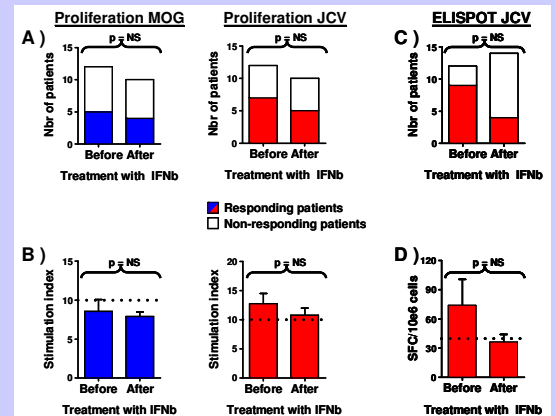 Proliferation MOG
Proliferation JCV
ELISPOT JCV
A )
p = NS
Nbr of patients
15
10
5
0
Before After
Treatment with IFNb
p = NS
Nbr of patients
15
10
5
0
Before After
Treatment with IFNb
C )
p = NS
Nbr of patients
15
10
5
0
Before After
Treatment with IFNb
Responding patients
Non-responding patients
B )
p = NS
Stimulation index
15
10
5
0
Before After
Treatment with IFNb
p = NS
Stimulation index
20
15
10
5
0
Before After
Treatment with IFNb
D )
p = NS
SFC/10e6 cells
120
90
60
30
0
Before After
Treatment with IFNb